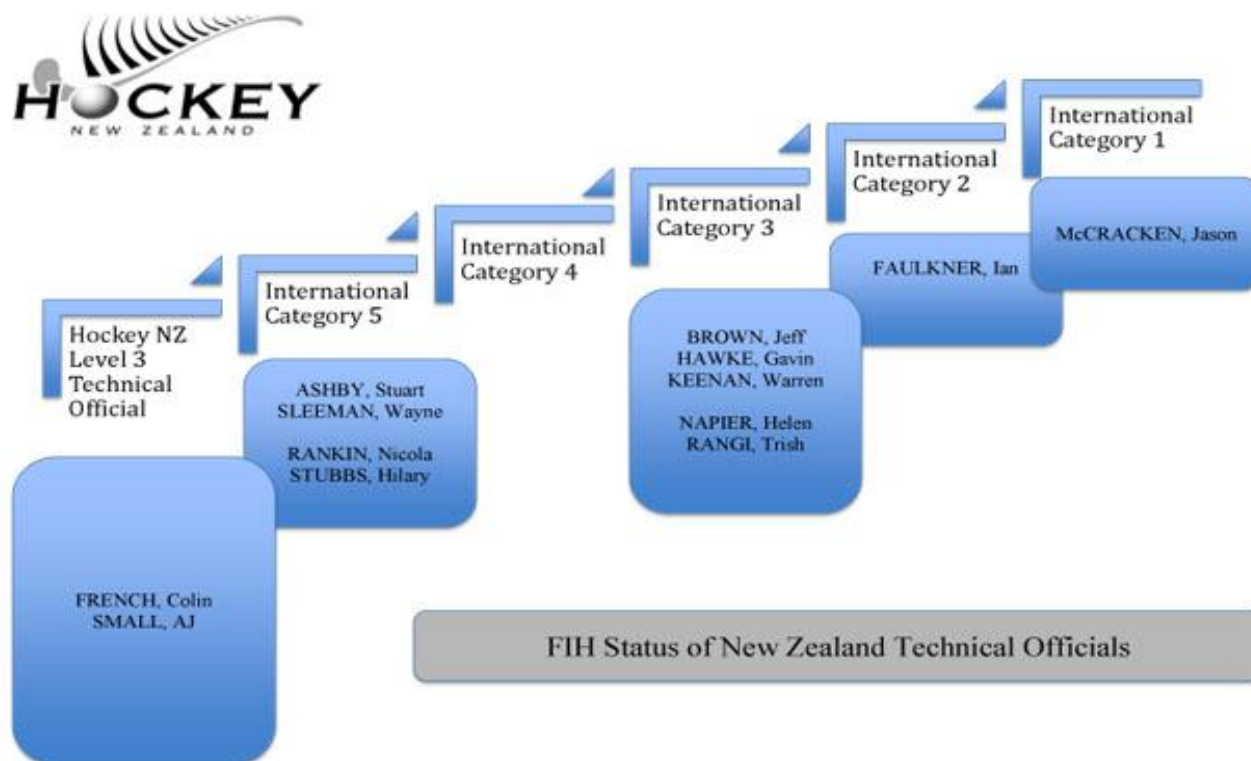 HOCKEY
NEW ZEALAND
Hockey NZ
Level 3
Technical
Official
FRENCH, Colin
SMALL, AJ
International
Category 5
ASHBY, Stuart
SLEEMAN, Wayne
RANKIN, Nicola
STUBBS, Hilary
International
Category 4
International
Category 3
BROWN, Jeff
HAWKE, Gavin
KEENAN, Warren
NAPIER, Helen
RANGI, Trish
International
Category 2
FAULKNER, Ian
International
Category 1
McCRACKEN, Jason
FIH Status of New Zealand Technical Officials